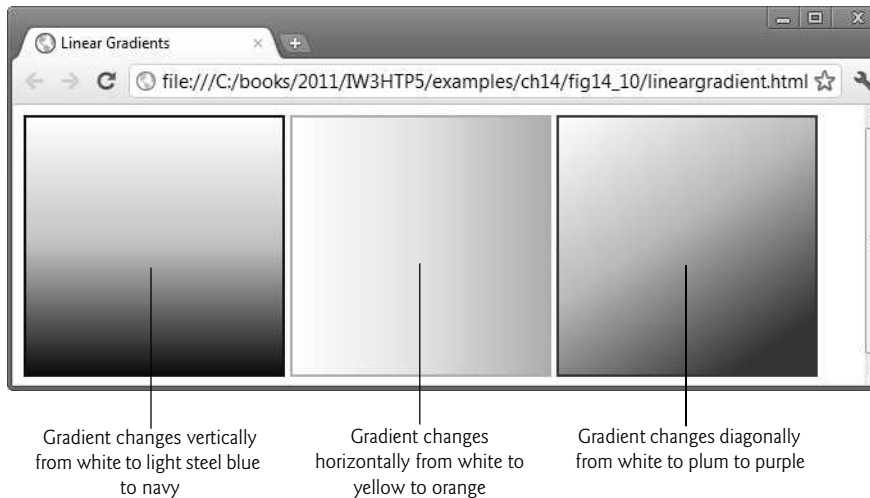 Linear Gradients
file:///C:/books/2011/IW3HTP5/examples/ch14/fig14_10/lineargradient.html
Gradient changes vertically
from white to light steel blue
to navy
Gradient changes
horizontally from white to
yellow to orange
Gradient changes diagonally
from white to plum to purple